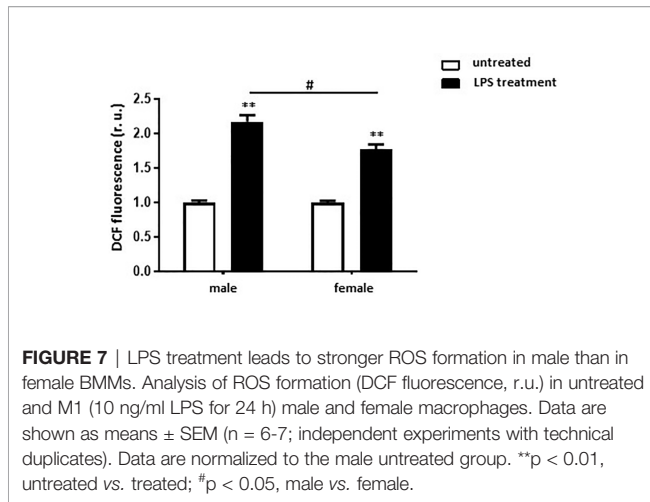 untreated
LPS treatment
#
2.5
**
**
2.0
1.5
1.0
0.5
0.0
DCF fluorescence (r. u.)
male
female
FIGURE 7 | LPS treatment leads to stronger ROS formation in male than in
female BMMs. Analysis of ROS formation (DCF fluorescence, r.u.) in untreated
and M1 (10 ng/ml LPS for 24 h) male and female macrophages. Data are
shown as means ± SEM (n = 6-7; independent experiments with technical
duplicates). Data are normalized to the male untreated group. **p < 0.01,
untreated vs. treated; #p < 0.05, male vs. female.